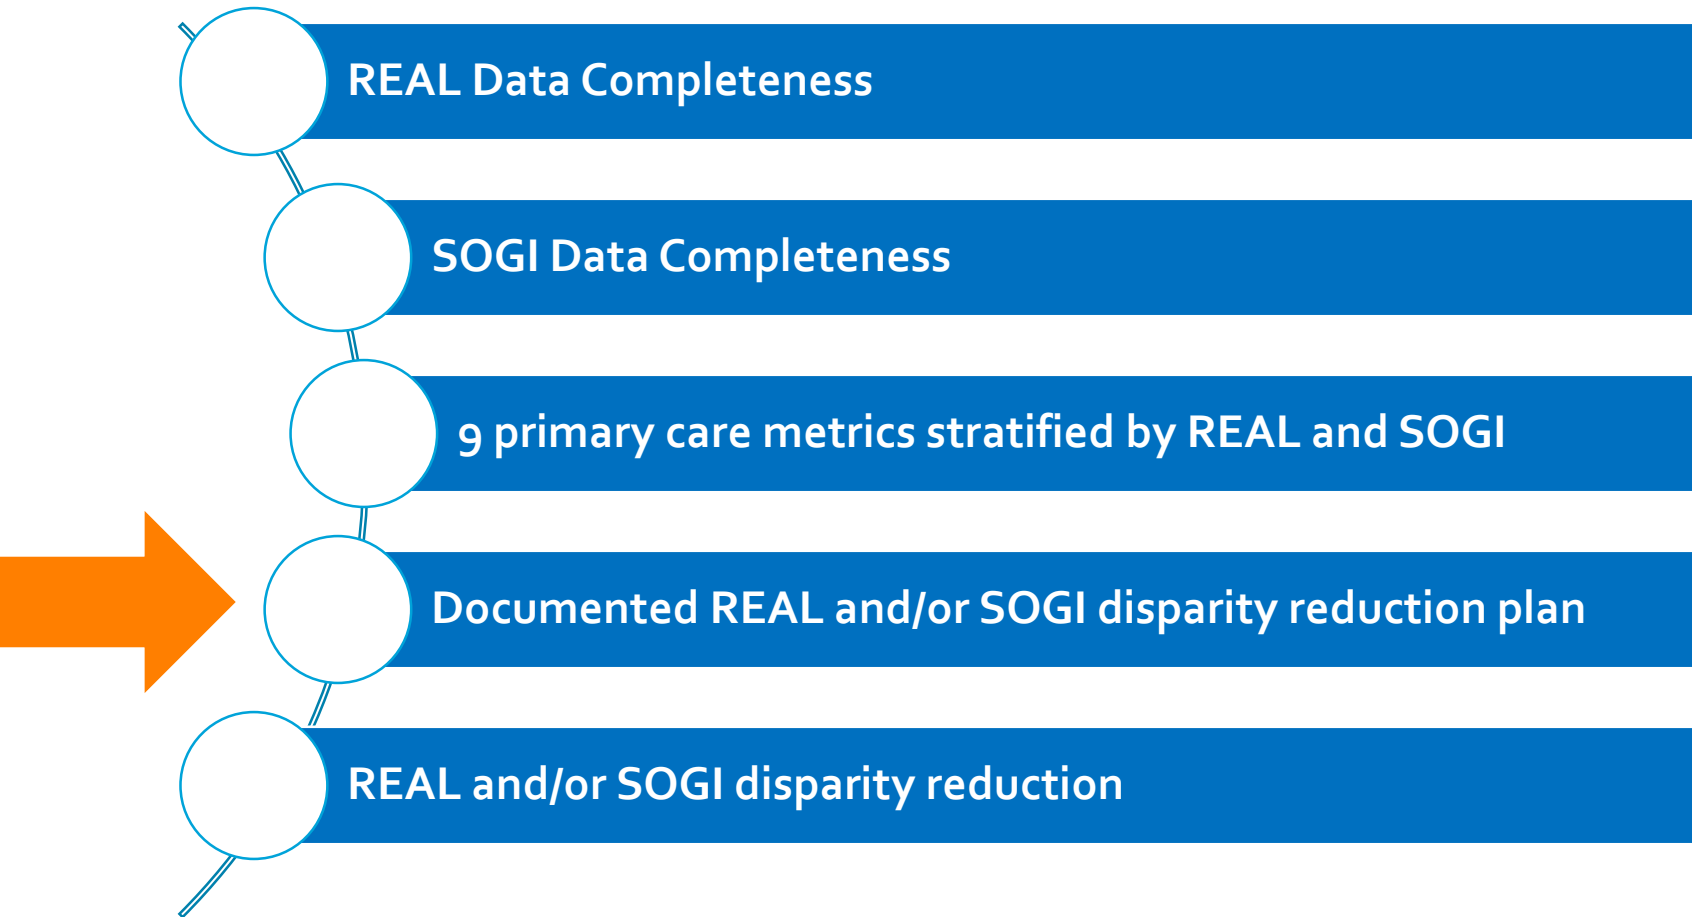 REAL Data Completeness
SOGI Data Completeness
9 primary care metrics stratified by REAL and SOGI
Documented REAL and/or SOGI disparity reduction plan
REAL and/or SOGI disparity reduction